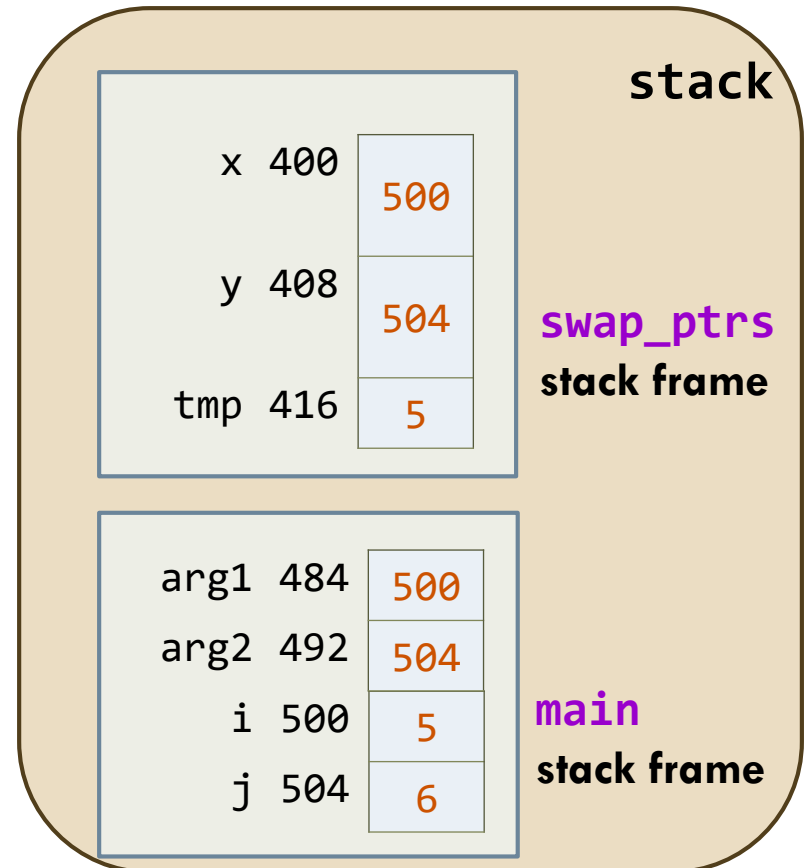 stack
x 400 500
y 408 504
tmp 416 5
swap_ptrs
stack frame
arg1 484 500
arg2 492 504
i 500 5
j 504 6
main
stack frame